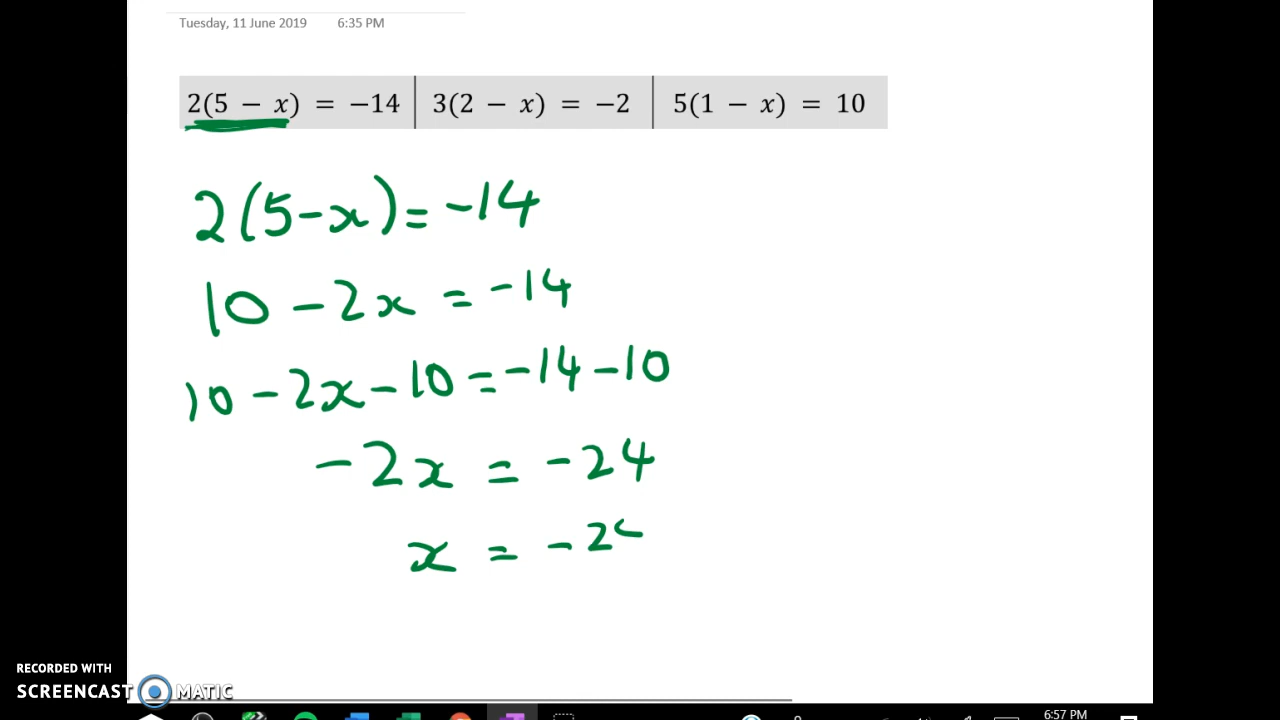 Tuesday, 11 June 2019 6:35 PM
2(5 − x) = −14 3(2 − x) = −2 5(1 − x) = 10
2(5-x)=-14
10 -2x = -14
10 -2x -10 = -14 -10
-2x = -24
x = -2
RECORDED WITH
SCREENCAST MATIC
6:57 PM